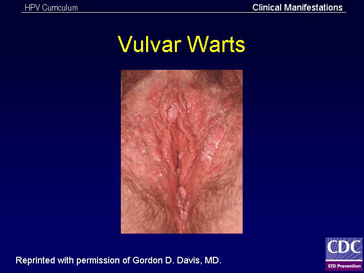 HPV Curriculum
Clinical Manifestations
Vulvar Warts
Reprinted with permission of Gordon D. Davis, MD.
CDC
STD Prevention